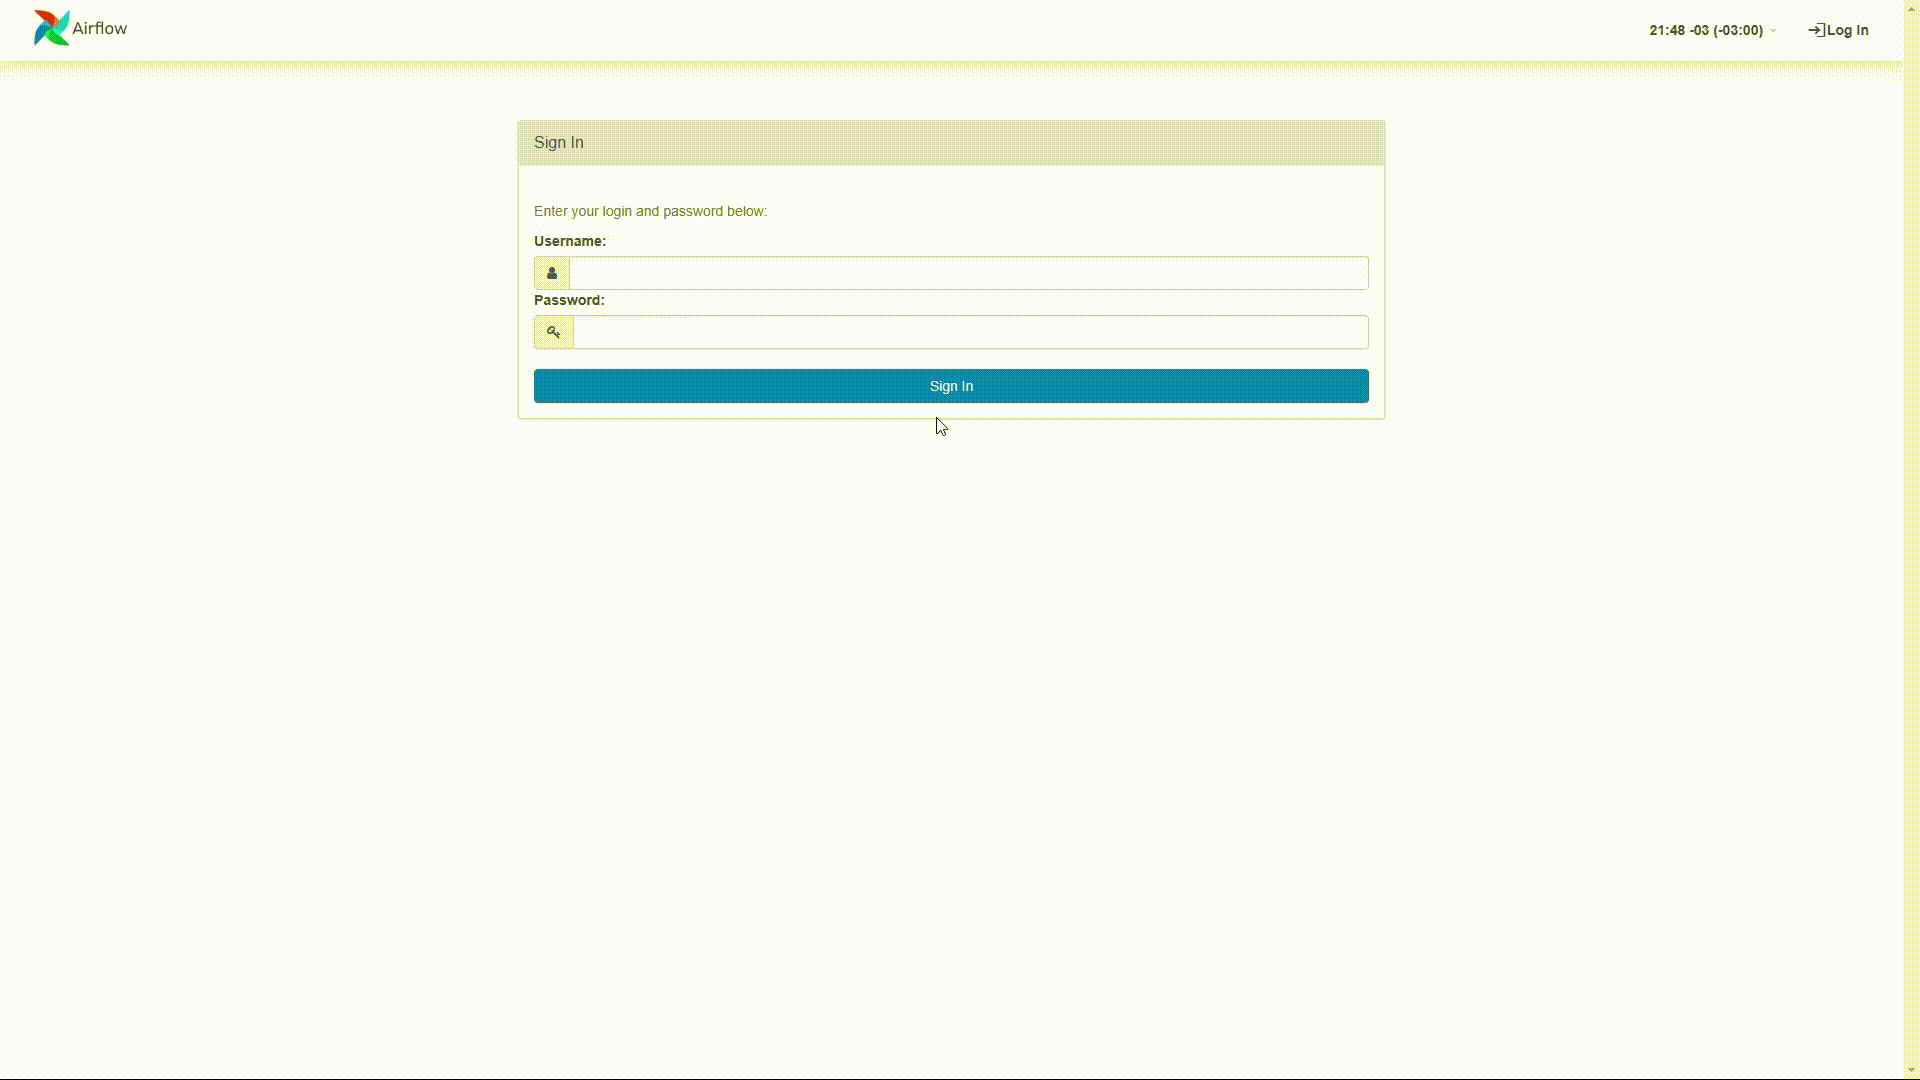 Airflow
21:48 -03 (-03:00)
Log In
Sign In
Enter your login and password below:
Username:
Password:
Sign In